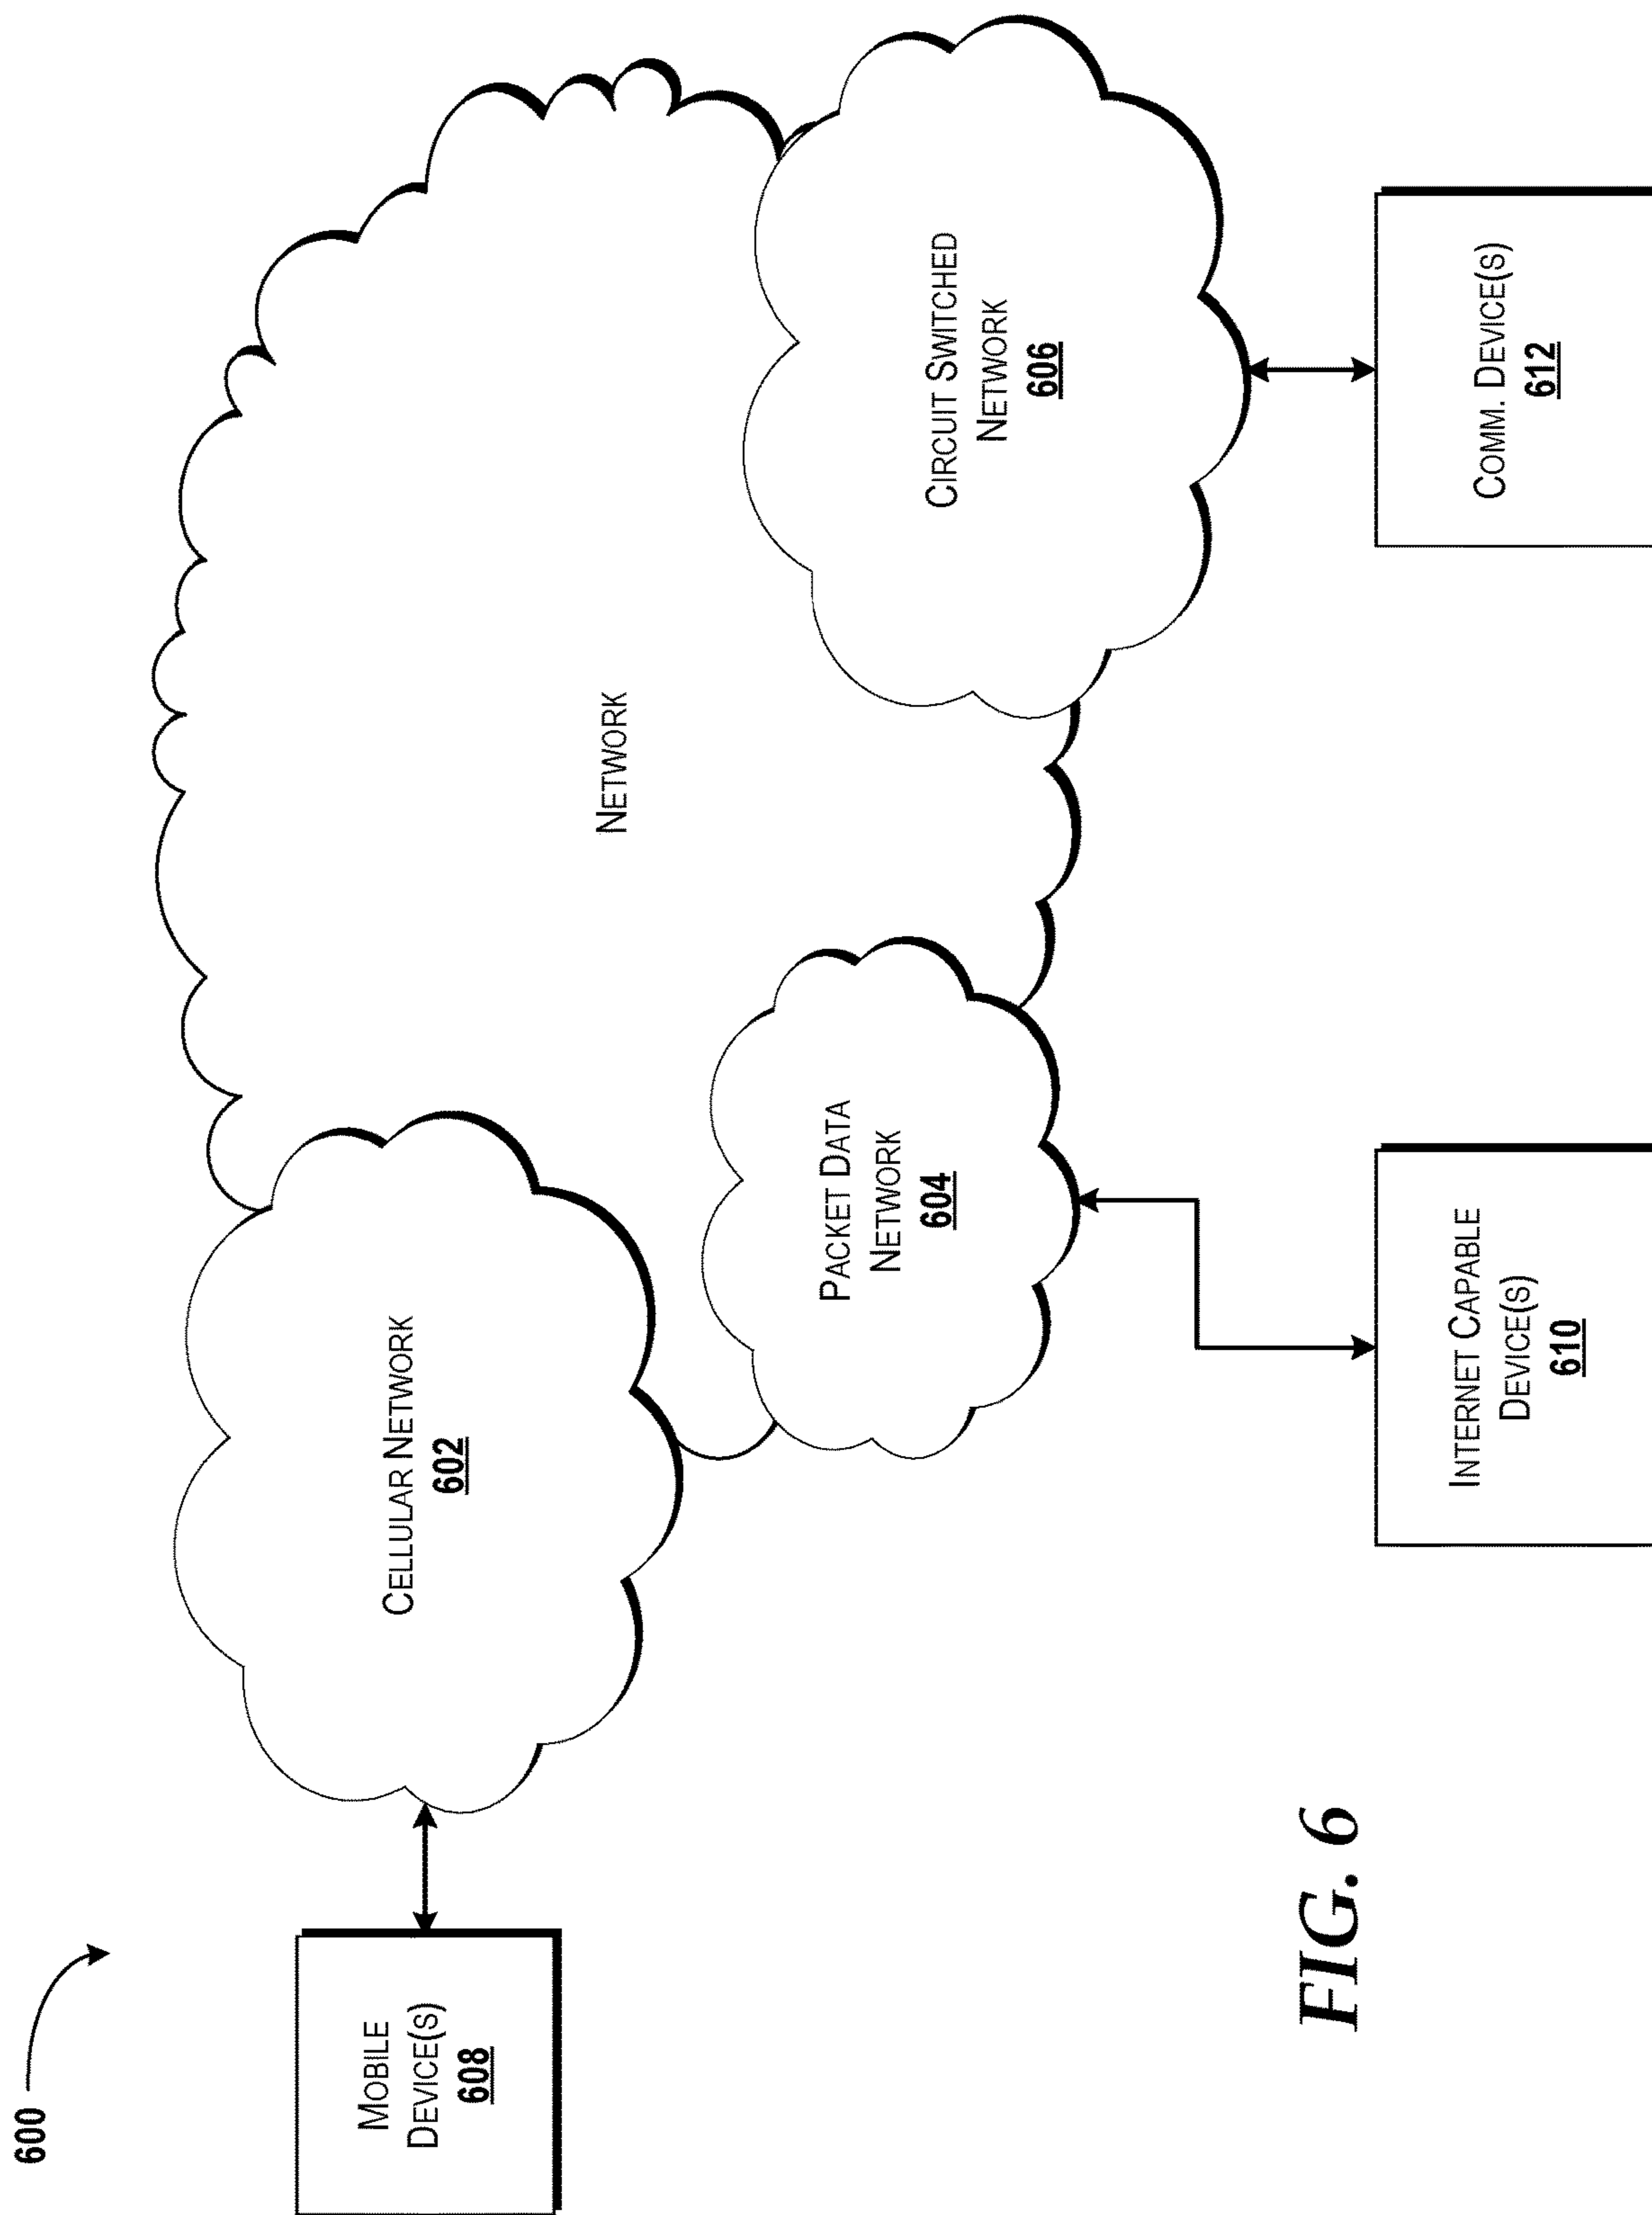 600
MOBILE
DEVICE(S)
608
CELLULAR NETWORK
602
NETWORK
PACKET DATA
NETWORK
604
CIRCUIT SWITCHED
NETWORK
606
INTERNET CAPABLE
DEVICE(S)
610
COMM. DEVICE(S)
612
FIG. 6